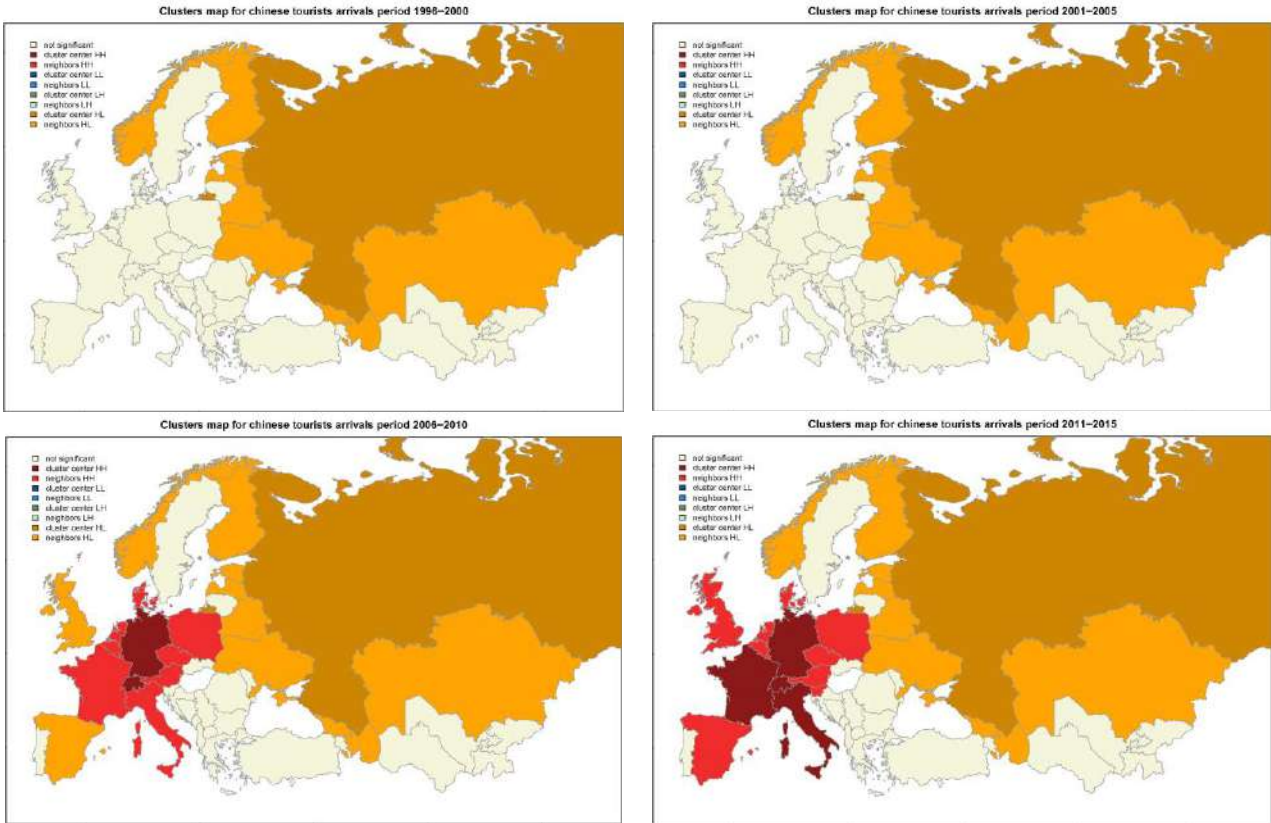 Clusters map for chinese tourists arrivals period 1996−2000
not significant
cluster center HH
neighbors HH
cluster center LL
neighbors LL
cluster center LH
neighbors LH
cluster center HL
neighbors HL
Clusters map for chinese tourists arrivals period 2001−2005
not significant
cluster center HH
neighbors HH
cluster center LL
neighbors LL
cluster center LH
neighbors LH
cluster center HL
neighbors HL
Clusters map for chinese tourists arrivals period 2006−2010
not significant
cluster center HH
neighbors HH
cluster center LL
neighbors LL
cluster center LH
neighbors LH
cluster center HL
neighbors HL
Clusters map for chinese tourists arrivals period 2011−2015
not significant
cluster center HH
neighbors HH
cluster center LL
neighbors LL
cluster center LH
neighbors LH
cluster center HL
neighbors HL